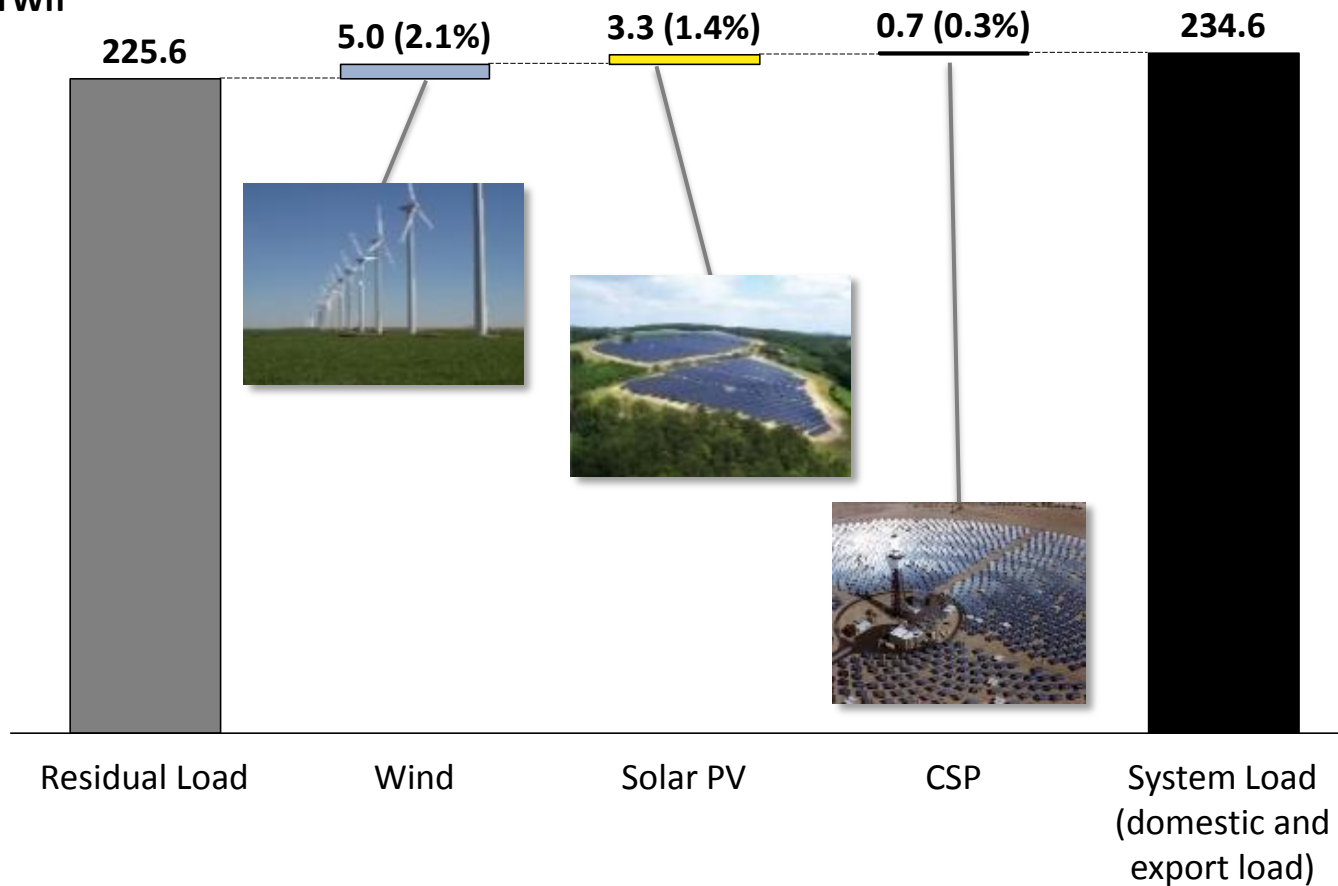 TWh
225.6
5.0 (2.1%)
3.3 (1.4%)
0.7 (0.3%)
234.6
Residual Load
Wind
Solar PV
CSP
System Load
(domestic and
export load)